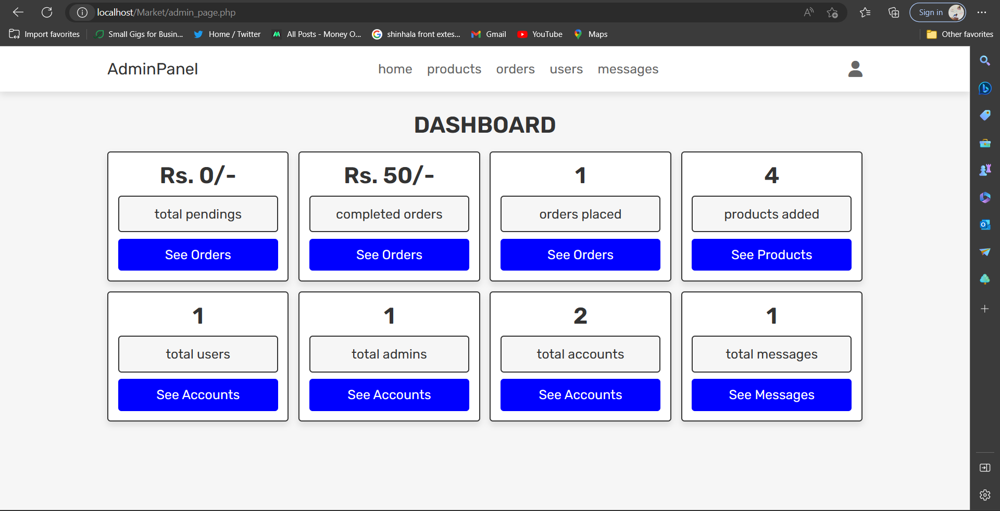 localhost/Market/admin_page.php
Sign in
Import favorites
Small Gigs for Busin...
Home / Twitter
All Posts - Money O...
shinhala front extes...
Gmail
YouTube
Maps
Other favorites
AdminPanel
home products orders users messages
DASHBOARD
Rs. 0/-
total pendings
See Orders
Rs. 50/-
completed orders
See Orders
1
orders placed
See Orders
4
products added
See Products
1
total users
See Accounts
1
total admins
See Accounts
2
total accounts
See Accounts
1
total messages
See Messages